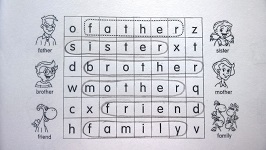 o f a t h e r z
s i s t e r x t
d b r o t h e r
w m o t h e r q
c x f r i e n d
h f a m i l y v
father
brother
friend
sister
mother
family